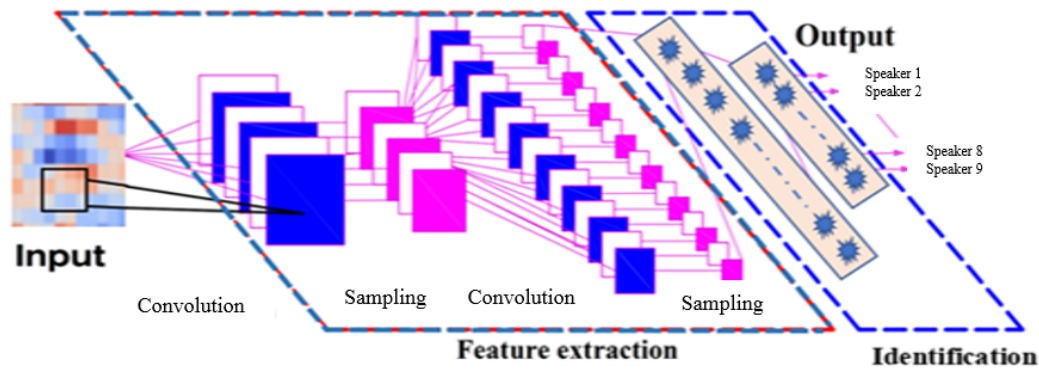 Output
Speaker 1
Speaker 2
Speaker 8
Speaker 9
Input
Convolution
Sampling
Convolution
Sampling
Feature extraction
Identification